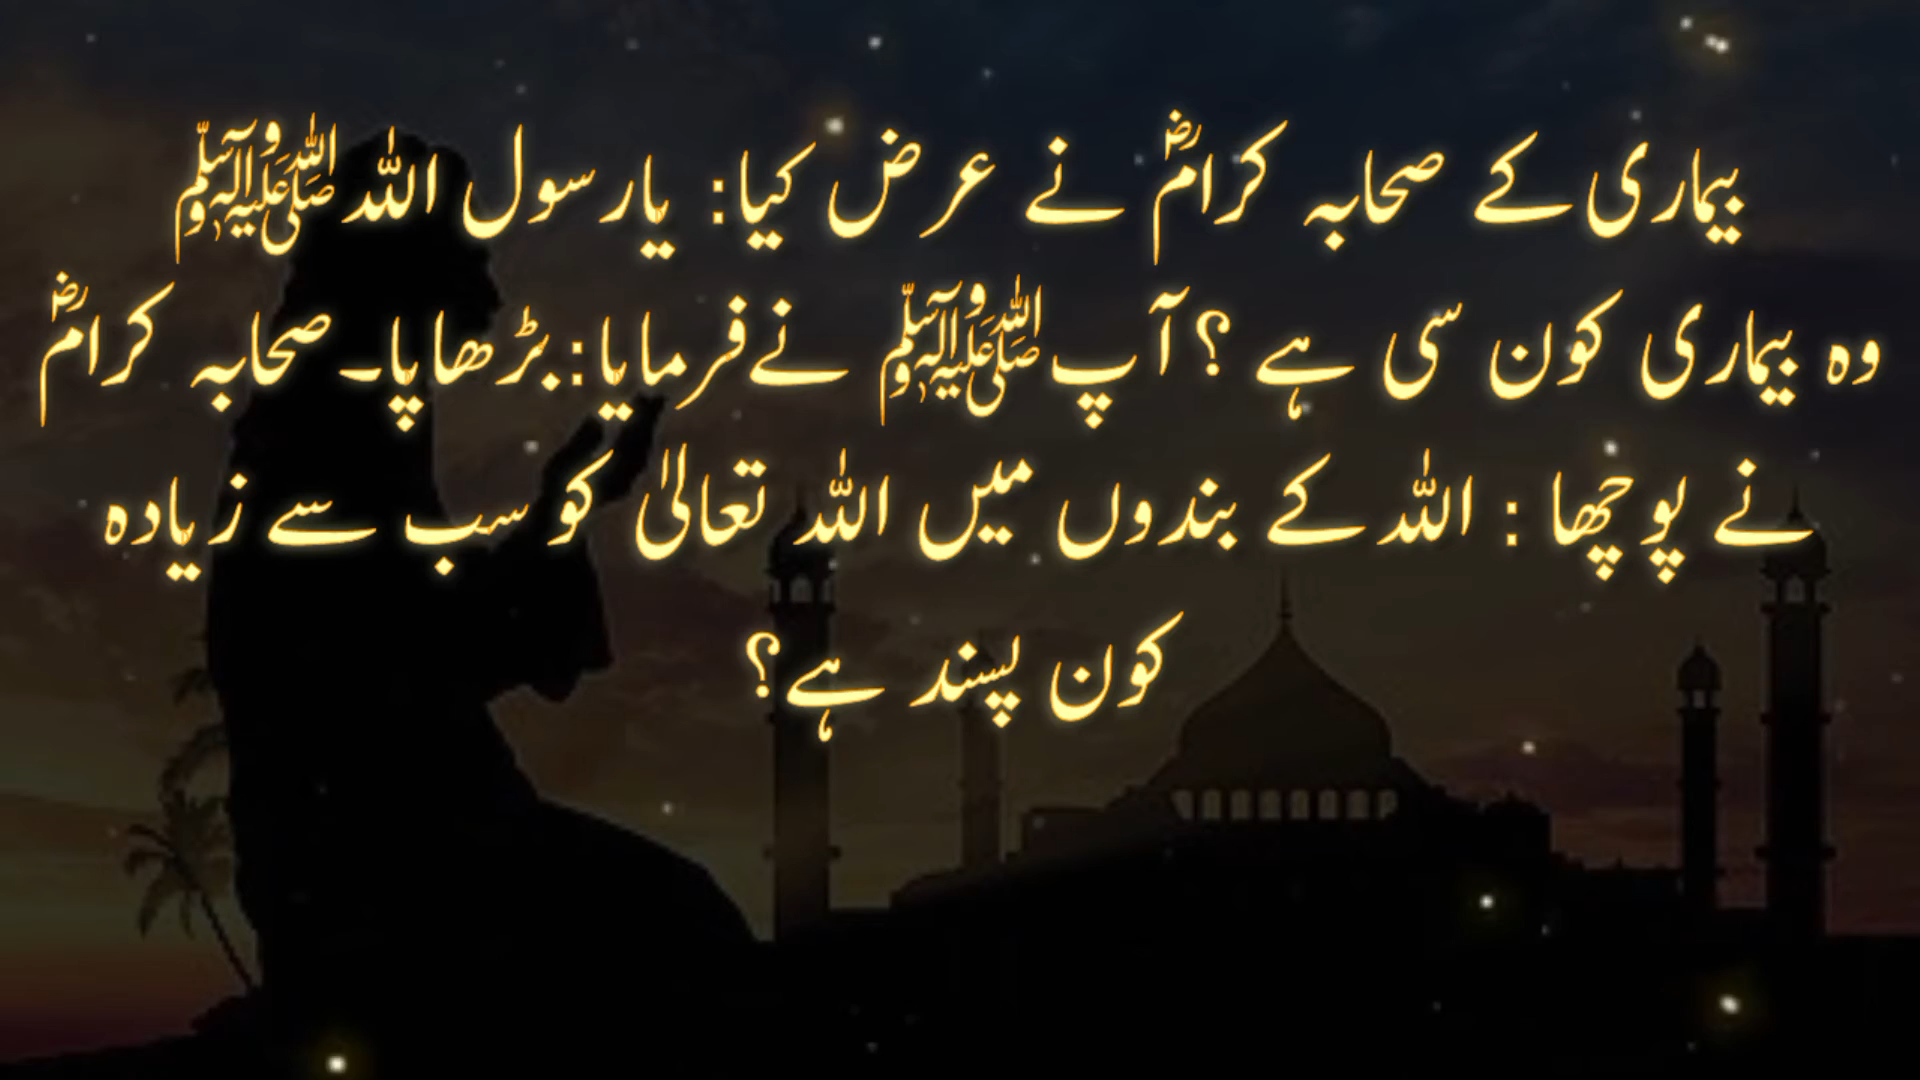 بیماری کے صحابہ کرامؓ نے عرض کیا: یارسول اللہ ﷺ
وہ بیماری کون سی ہے ؟ آپ ﷺ نے فرمایا: بڑھاپا۔ صحابہ کرامؓ
نے پوچھا : اللہ کے بندوں میں اللہ تعالیٰ کو سب سے زیادہ
کون پسند ہے؟